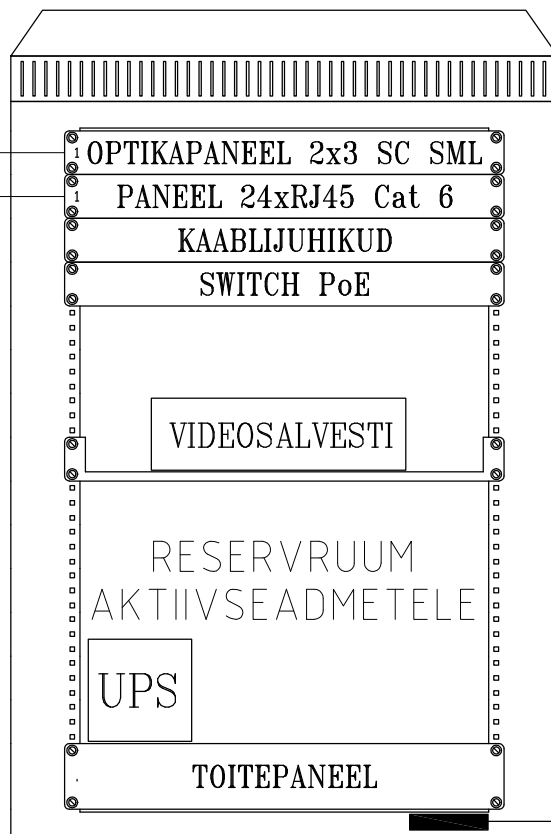 1 OPTIKAPANEEL 2x3 SC SML
1 PANEEL 24xRJ45 Cat 6
KAABLIJUHIKUD
SWITCH PoE
VIDEOSALVESTI
RESERVRUUM
AKTIIVSEADMETELE
UPS
TOITEPANEEL